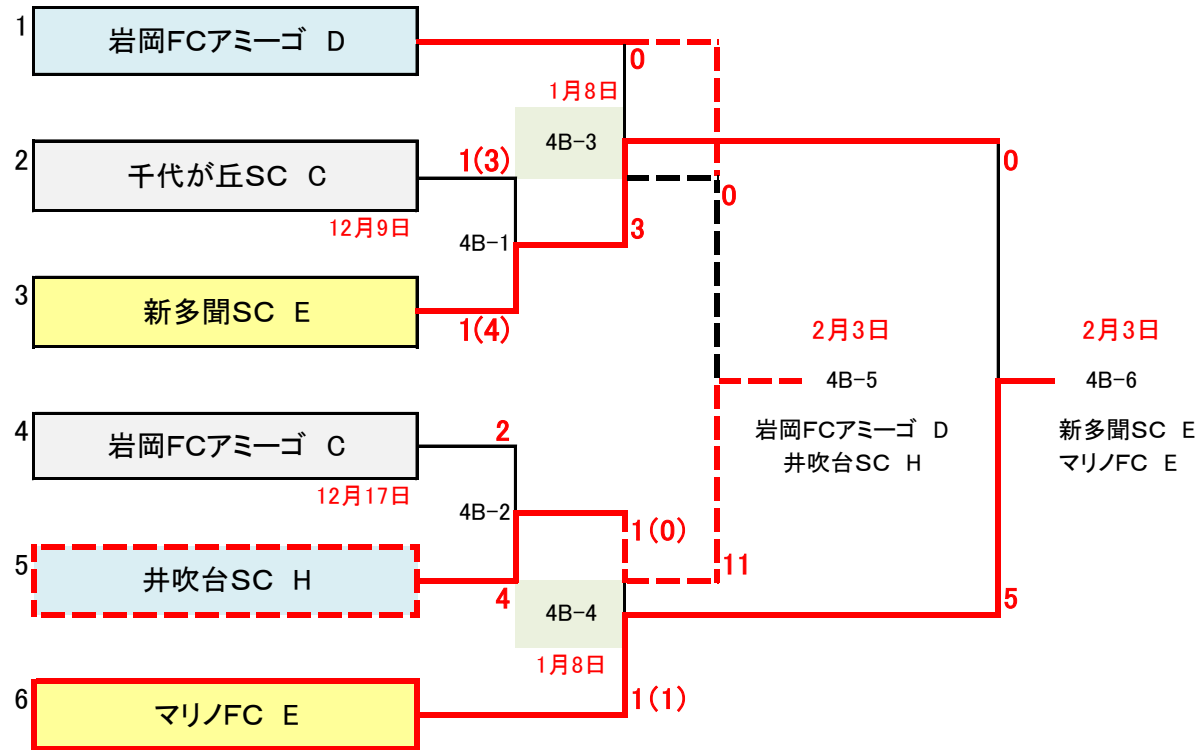 1
岩岡FCアミーゴ D
0
1月8日
4B-3
2
千代が丘SC C
1(3)
12月9日
4B-1
0
0
3
3
新多聞SC E
1(4)
2月3日
2月3日
4B-5
4B-6
岩岡FCアミーゴ D
井吹台SC H
新多聞SC E
マリノFC E
4
岩岡FCアミーゴ C
2
12月17日
4B-2
1(0)
5
井吹台SC H
4
11
4B-4
5
1月8日
6
マリノFC E
1(1)